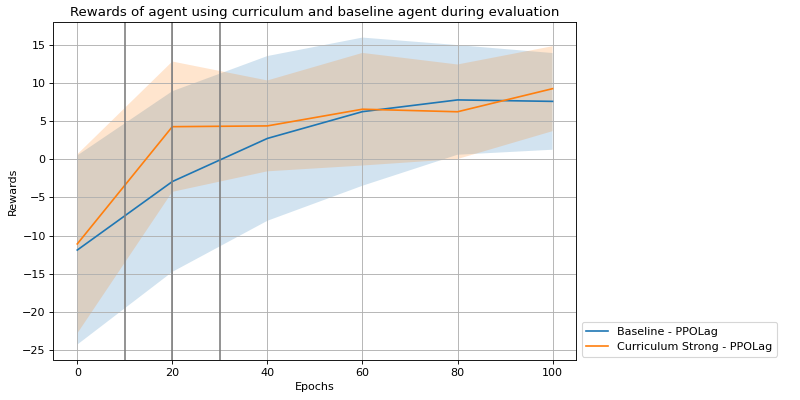 Rewards of agent using curriculum and baseline agent during evaluation
15
10
5
0
−5
−10
−15
−20
−25
Rewards
0 20 40 60 80 100
Epochs
Baseline - PPOLag
Curriculum Strong - PPOLag